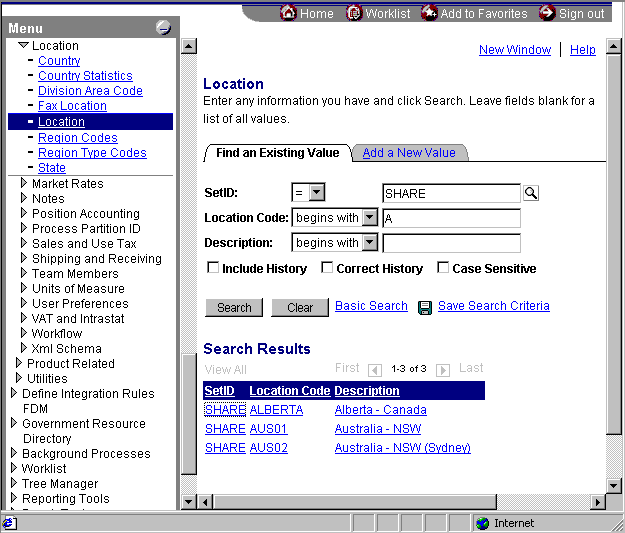 Home Worklist Add to Favorites Sign out
Menu
Location
Country
Country Statistics
Division Area Code
Fax Location
Location
Region Codes
Region Type Codes
State
Market Rates
Notes
Position Accounting
Process Partition ID
Sales and Use Tax
Shipping and Receiving
Team Members
Units of Measure
User Preferences
VAT and Intrastat
Workflow
Xml Schema
Product Related
Utilities
Define Integration Rules
FDM
Government Resource
Directory
Background Processes
Worklist
Tree Manager
Reporting Tools
New Window | Help
Location
Enter any information you have and click Search. Leave fields blank for a
list of all values.
Find an Existing Value Add a New Value
SetID: = SHARE
Location Code: begins with A
Description: begins with
Include History Correct History Case Sensitive
Search Clear Basic Search Save Search Criteria
Search Results
View All First 1-3 of 3 Last
SetID Location Code Description
SHARE ALBERTA Alberta - Canada
SHARE AUS01 Australia - NSW
SHARE AUS02 Australia - NSW (Sydney)
Internet